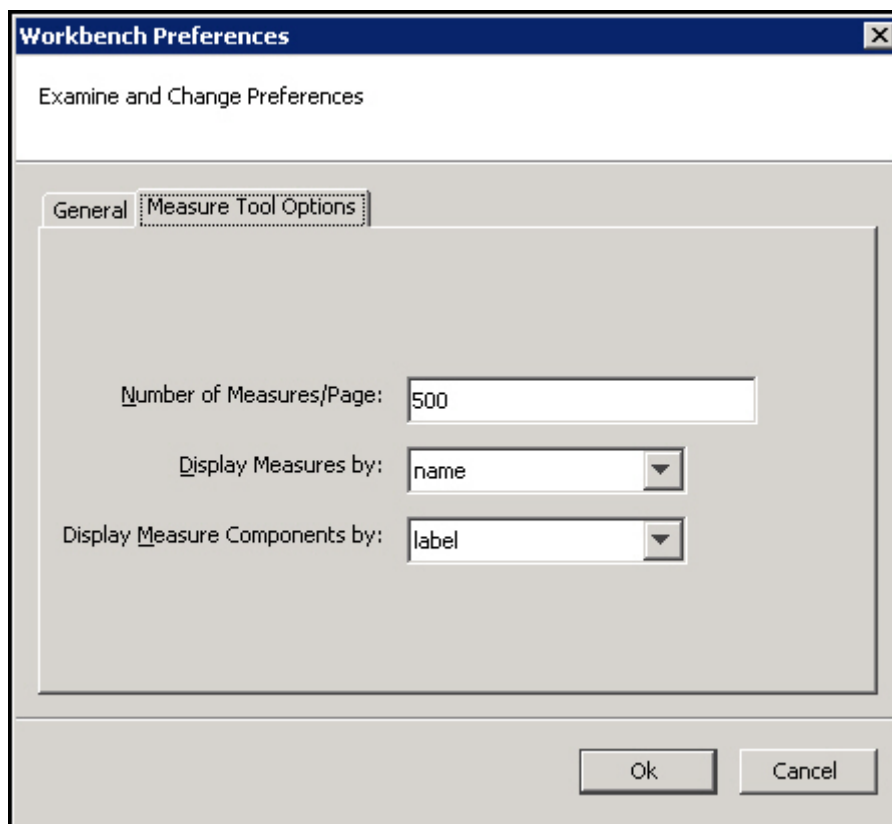 Workbench Preferences
Examine and Change Preferences
General Measure Tool Options
Number of Measures/Page: 500
Display Measures by: name
Display Measure Components by: label
Ok Cancel